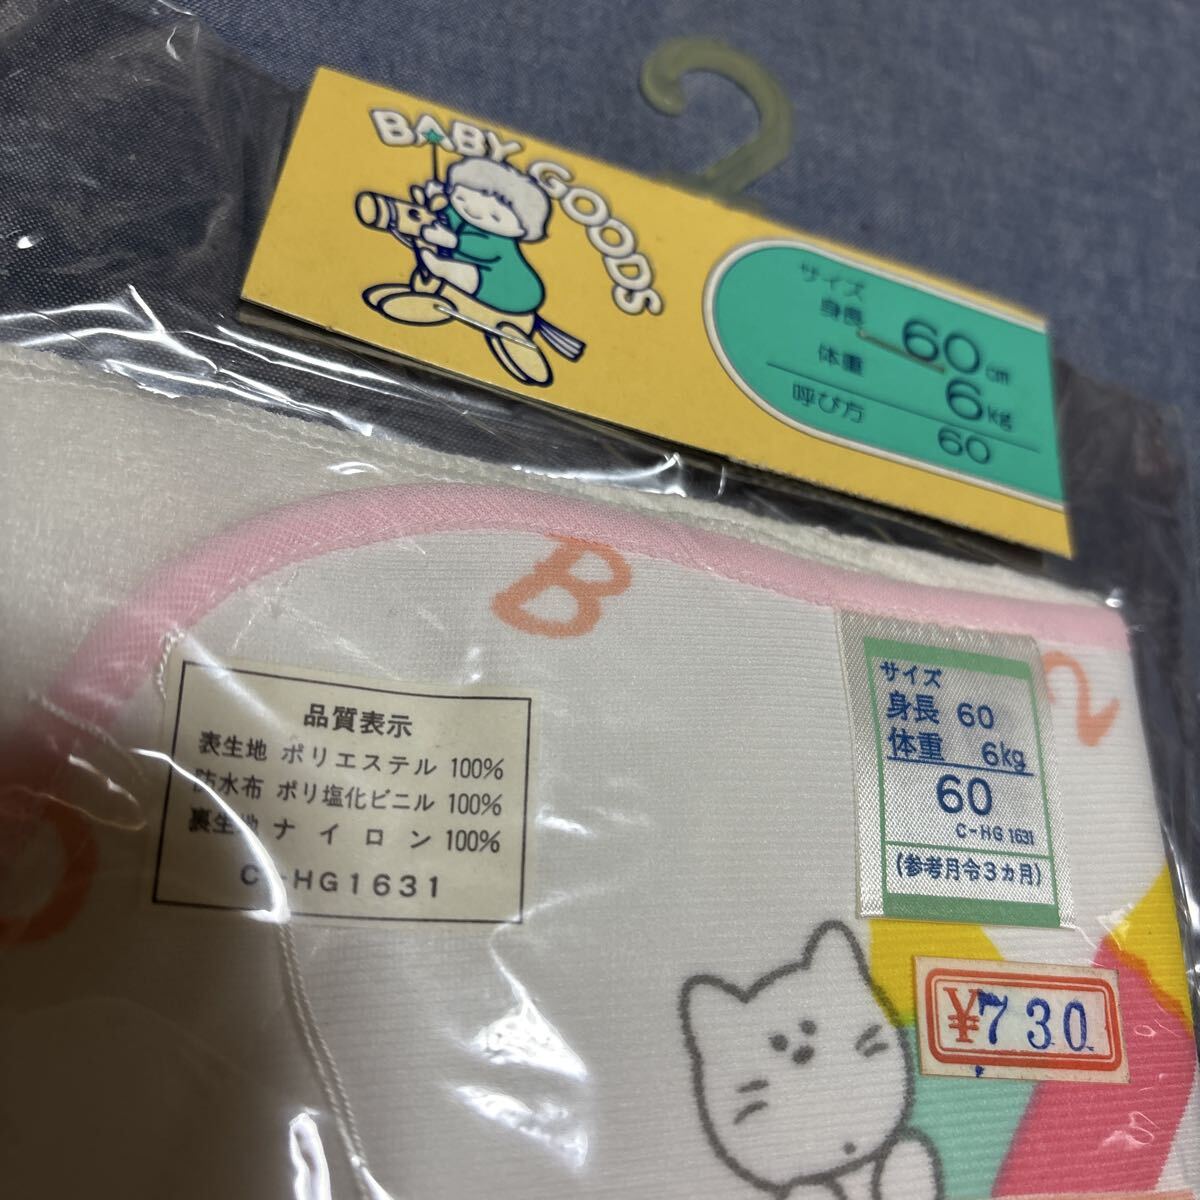 BABY GOODS
サイズ
身長 60cm
体重 6kg
呼び方 60
B
2
品質表示
表生地 ポリエステル 100%
防水布 ポリ塩化ビニル 100%
裏生地 ナイロン 100%
C-HG1631
サイズ
身長 60
体重 6kg
60
C-HG 1631
(参考月令3カ月)
¥730